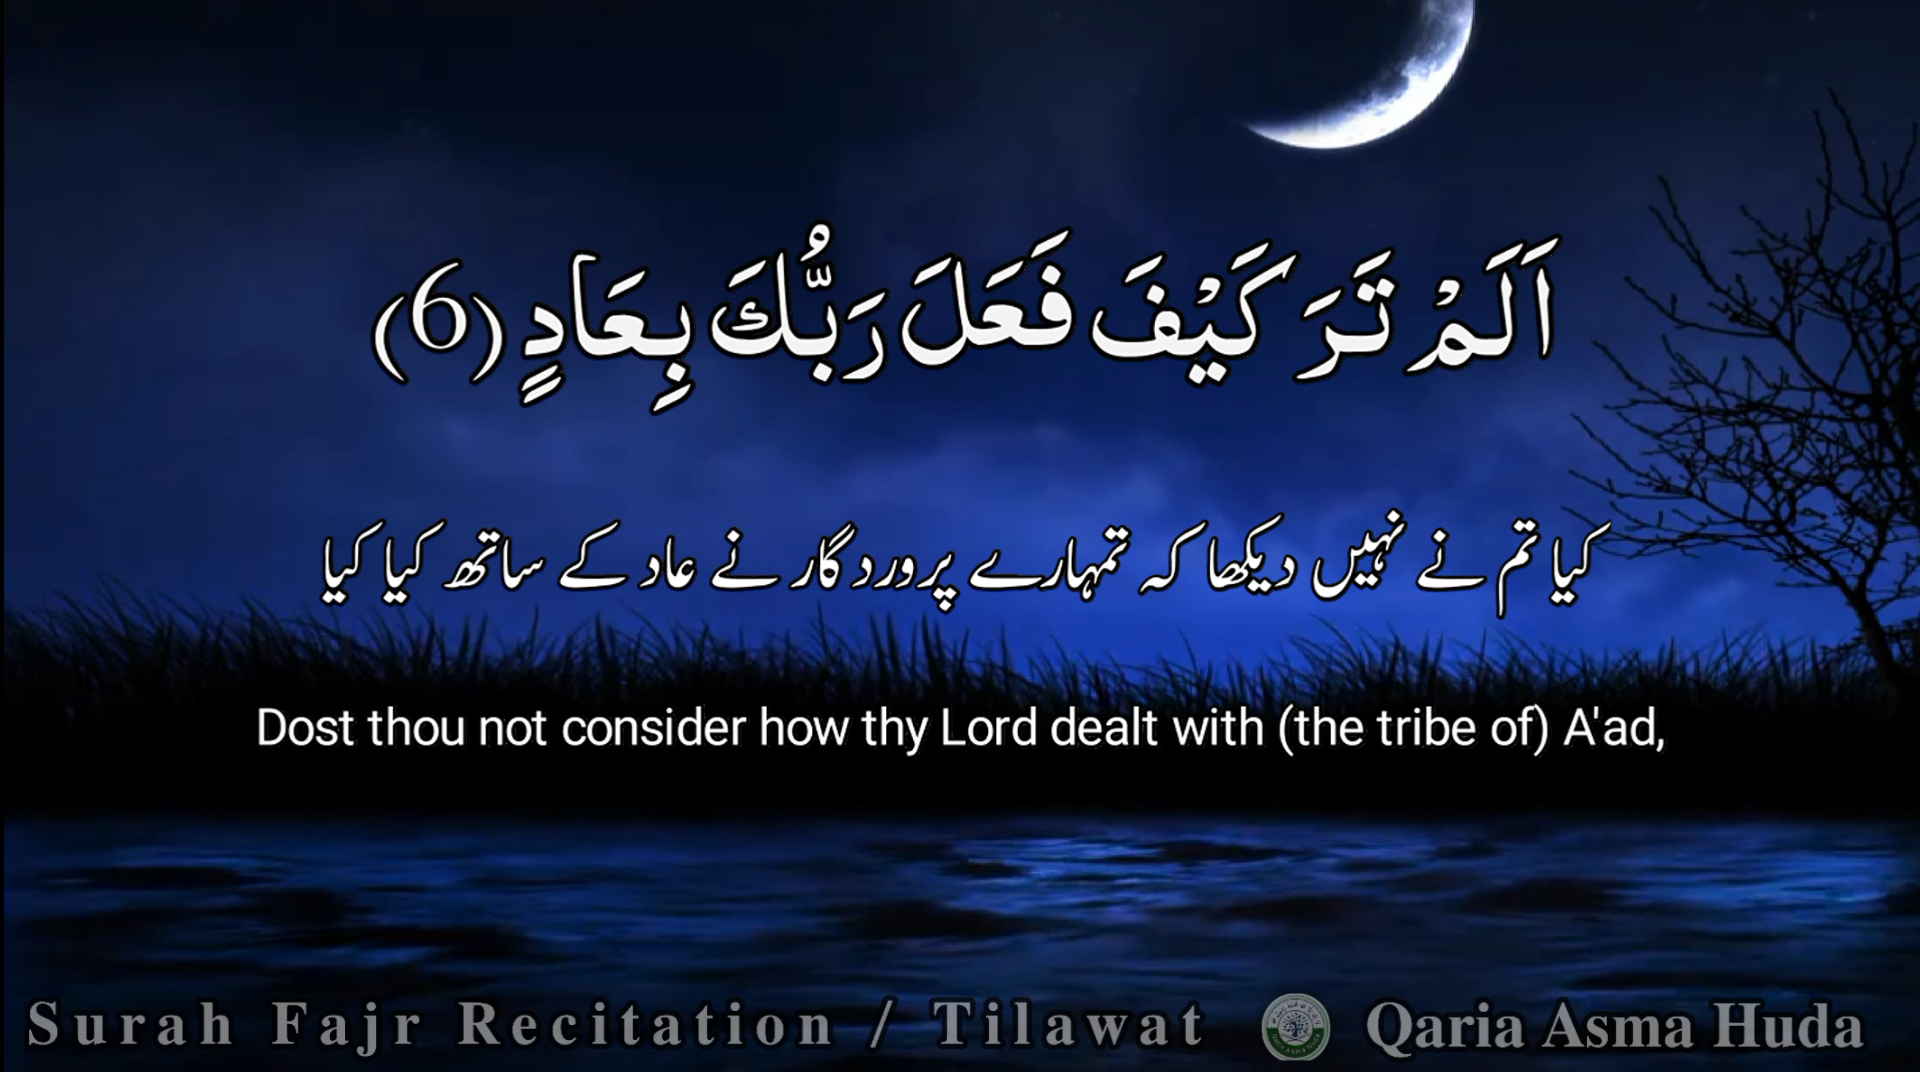 اَلَمْ تَرَ كَيْفَ فَعَلَ رَبُّكَ بِعَادٍ (6)
کیا تم نے نہیں دیکھا کہ تمہارے پروردگار نے عاد کے ساتھ کیا کیا
Dost thou not consider how thy Lord dealt with (the tribe of) A'ad,
Surah Fajr Recitation / Tilawat Qaria Asma Huda